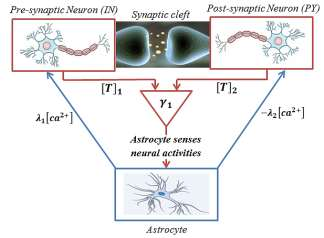 Pre-synaptic Neuron (IN)
Synaptic cleft
Post-synaptic Neuron (PY)
[T]₁
[T]₂
γ₁
λ₁[ca²⁺]
−λ₂[ca²⁺]
Astrocyte senses
neural activities
Astrocyte